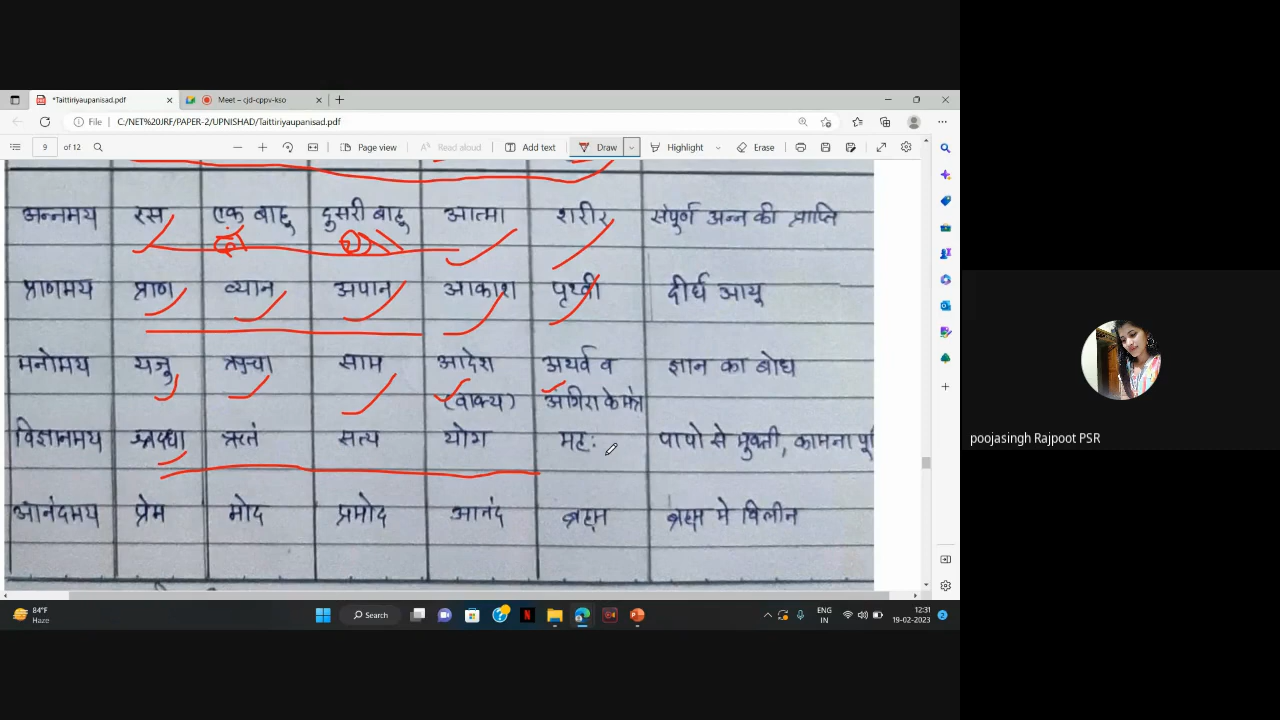 *Taittiriyaupanisad.pdf
Meet – cjd-cppv-kso
File C:/NET%20JRF/PAPER-2/UPNISHAD/Taittiriyaupanisad.pdf
9 of 12 Page view Read aloud Add text Draw Highlight Erase
अन्नमय रस एक बाहू दुसरी बाहू आत्मा शरीर संपुर्ण अन्न की प्राप्ति
प्राणमय प्राण व्यान अपान आकाश पृथ्वी दीर्घ आयू
मनोमय यजु ऋचा साम आदेश अथर्व व ज्ञान का बोध
(वाक्य) अंगिरा के मंत्र
विज्ञानमय श्रद्धा ऋतं सत्य योग महः पापो से मुक्ती, कामना पू
आनंदमय प्रेम मोद प्रमोद आनंद ब्रह्म ब्रह्म मे विलीन
poojasingh Rajpoot PSR
84°F
Haze
Search
ENG
IN
12:31
19-02-2023
2